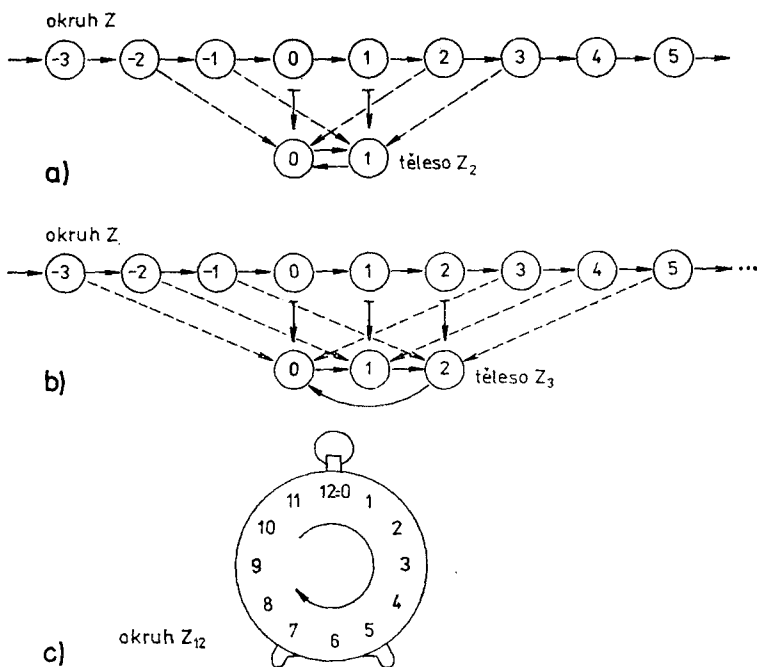 okruh Z
-3 -2 -1 0 1 2 3 4 5
0 1 těleso Z₂
a)
okruh Z
-3 -2 -1 0 1 2 3 4 5 ...
0 1 2 těleso Z₃
b)
12=0
11 1
10 2
9 3
8 4
7 5
6
okruh Z₁₂
c)